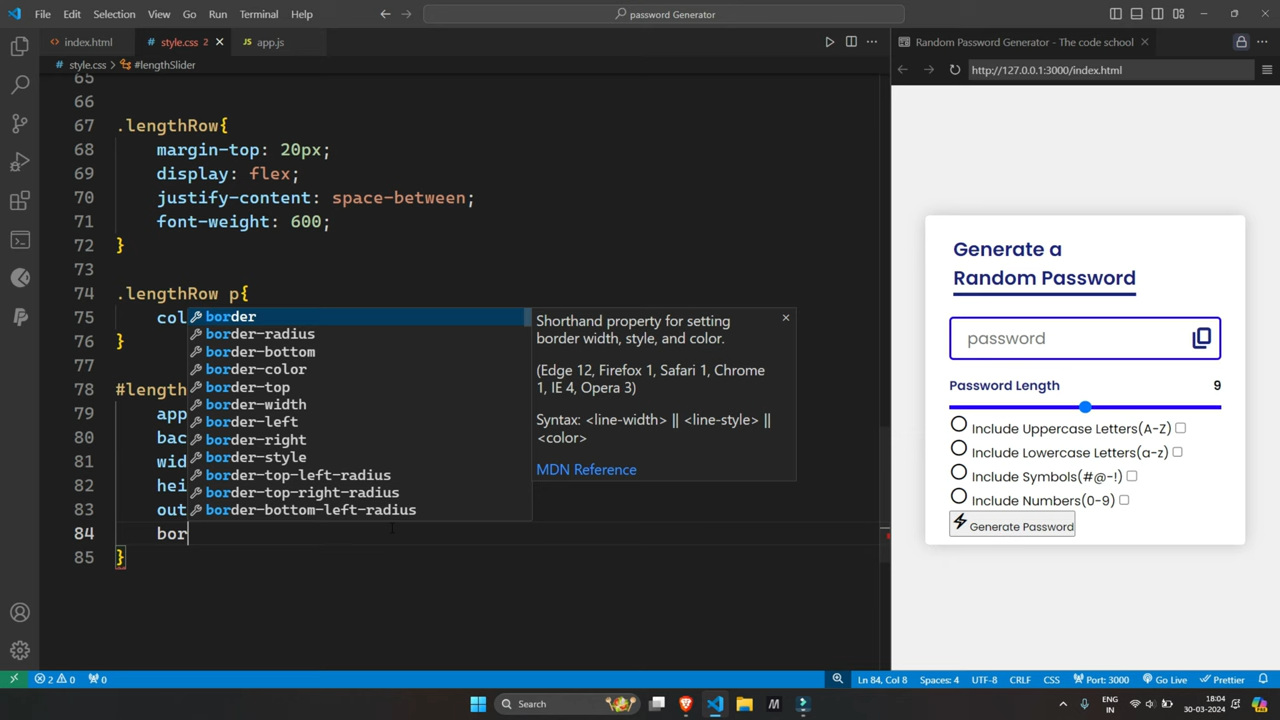 File Edit Selection View Go Run Terminal Help
password Generator
index.html style.css 2 app.js
Random Password Generator - The code school
style.css > #lengthSlider
http://127.0.0.1:3000/index.html
65
66
67 .lengthRow{
68 margin-top: 20px;
69 display: flex;
70 justify-content: space-between;
71 font-weight: 600;
72 }
73
74 .lengthRow p{
75 col
76 }
77
78 #length
79 app
80 bac
81 wid
82 hei
83 out
84 bor
85 }
border
border-radius
border-bottom
border-color
border-top
border-width
border-left
border-right
border-style
border-top-left-radius
border-top-right-radius
border-bottom-left-radius
Shorthand property for setting
border width, style, and color.
(Edge 12, Firefox 1, Safari 1, Chrome
1, IE 4, Opera 3)
Syntax: <line-width> || <line-style> ||
<color>
MDN Reference
Generate a
Random Password
password
Password Length 9
Include Uppercase Letters(A-Z)
Include Lowercase Letters(a-z)
Include Symbols(#@-!)
Include Numbers(0-9)
Generate Password
2 0 0 Ln 84, Col 8 Spaces: 4 UTF-8 CRLF CSS Port: 3000 Go Live Prettier
Search
ENG
IN
18:04
30-03-2024